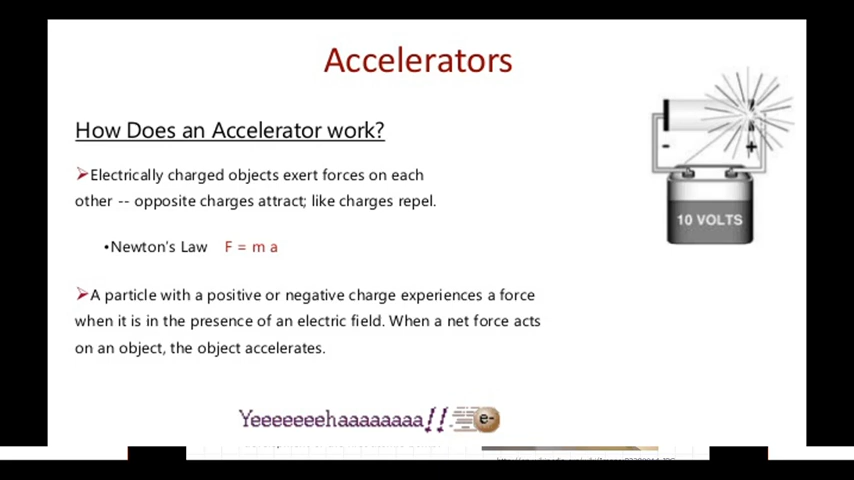 Accelerators
How Does an Accelerator work?
➢Electrically charged objects exert forces on each
other -- opposite charges attract; like charges repel.
•Newton's Law F = m a
➢A particle with a positive or negative charge experiences a force
when it is in the presence of an electric field. When a net force acts
on an object, the object accelerates.
- +
10 VOLTS
Yeeeeeeehaaaaaaaa!!. e-